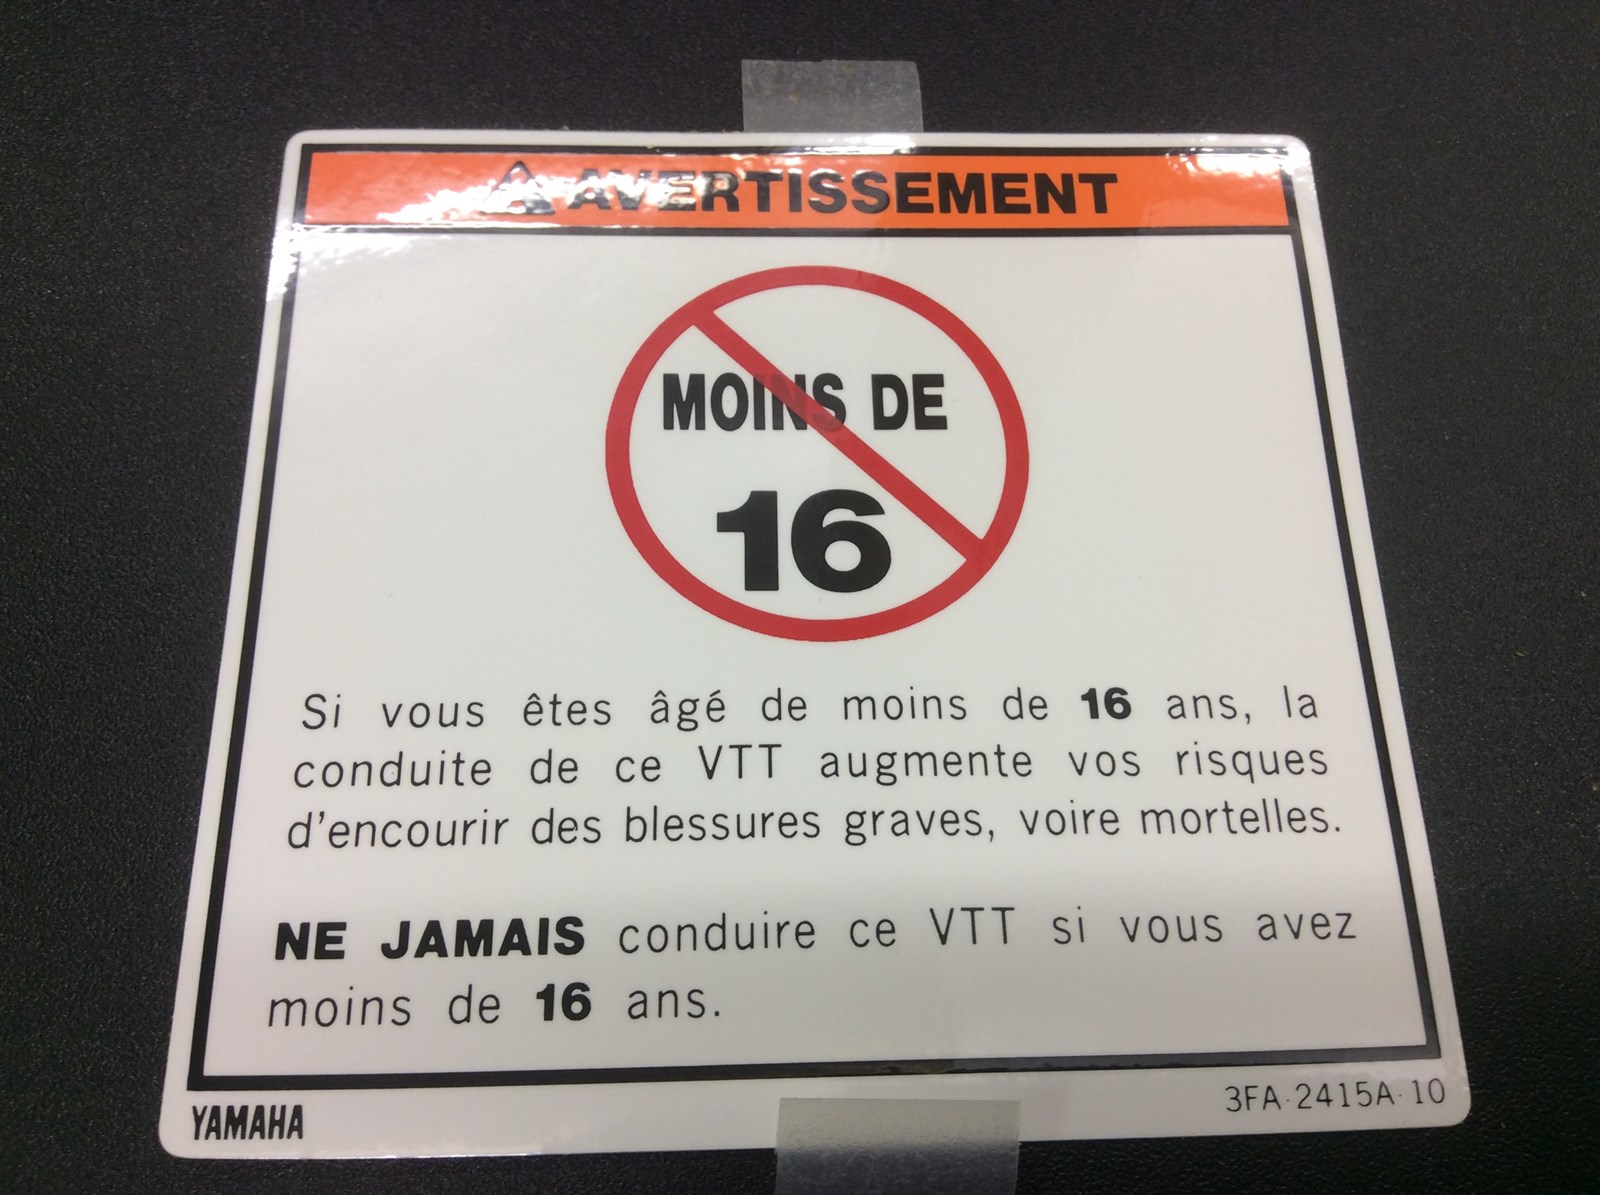 AVERTISSEMENT
MOINS DE
16
Si vous êtes âgé de moins de 16 ans, la
conduite de ce VTT augmente vos risques
d'encourir des blessures graves, voire mortelles.
NE JAMAIS conduire ce VTT si vous avez
moins de 16 ans.
YAMAHA
3FA-2415A-10